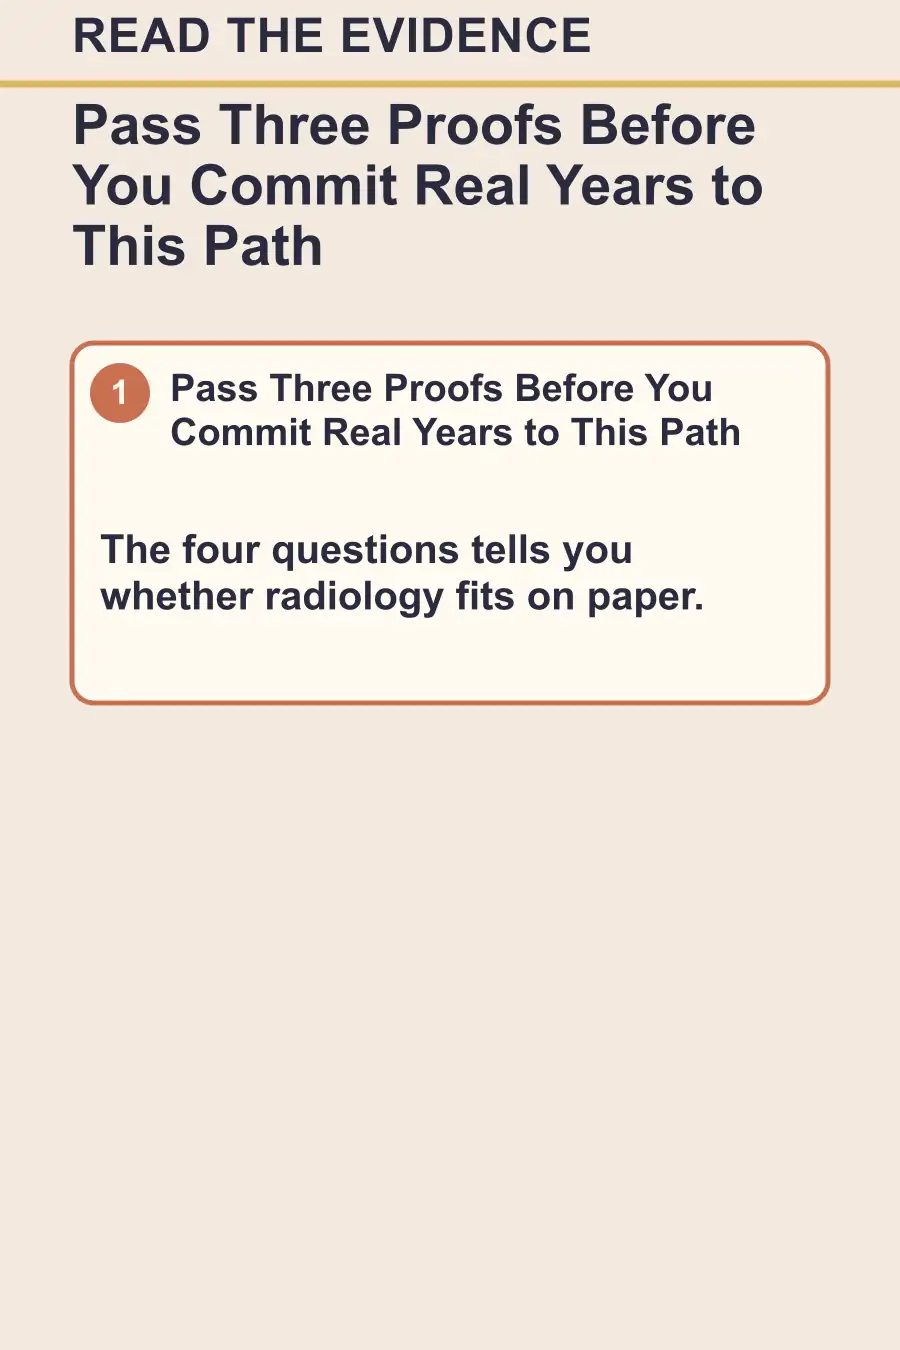 READ THE EVIDENCE
Pass Three Proofs Before
You Commit Real Years to
This Path
1
Pass Three Proofs Before You
Commit Real Years to This Path
The four questions tells you
whether radiology fits on paper.